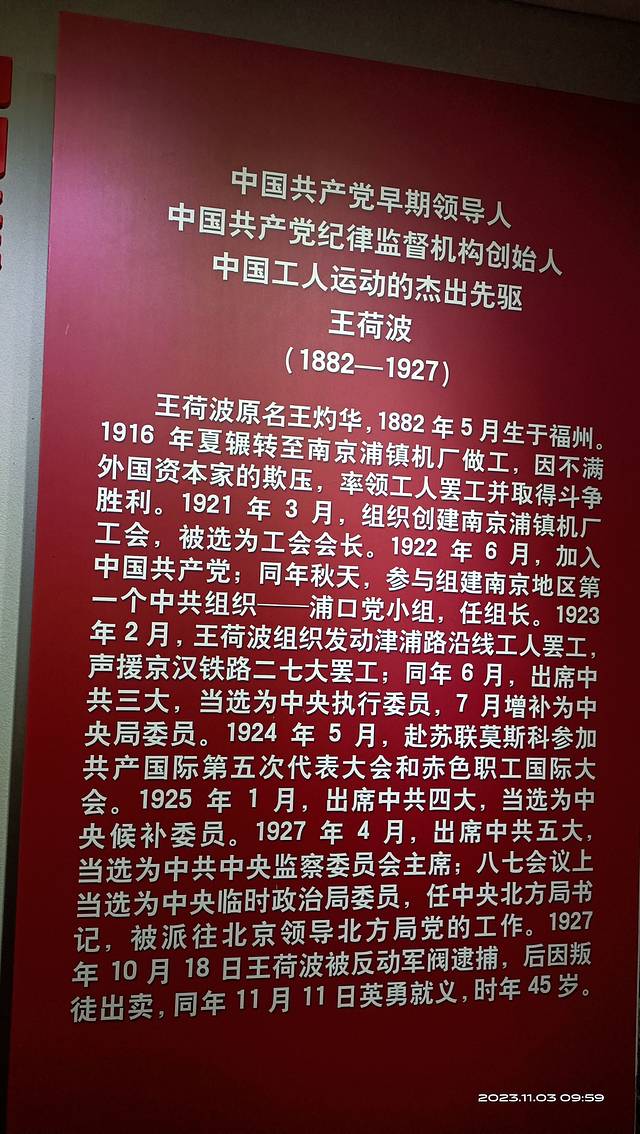 中国共产党早期领导人
中国共产党纪律监督机构创始人
中国工人运动的杰出先驱
王荷波
(1882—1927)
王荷波原名王灼华，1882 年 5 月生于福州。
1916 年夏辗转至南京浦镇机厂做工，因不满
外国资本家的欺压，率领工人罢工并取得斗争
胜利。1921 年 3 月，组织创建南京浦镇机厂
工会，被选为工会会长。1922 年 6 月，加入
中国共产党；同年秋天，参与组建南京地区第
一个中共组织——浦口党小组，任组长。1923
年 2 月，王荷波组织发动津浦路沿线工人罢工，
声援京汉铁路二七大罢工；同年 6 月，出席中
共三大，当选为中央执行委员，7 月增补为中
央局委员。1924 年 5 月，赴苏联莫斯科参加
共产国际第五次代表大会和赤色职工国际大
会。1925 年 1 月，出席中共四大，当选为中
央候补委员。1927 年 4 月，出席中共五大，
当选为中共中央监察委员会主席；八七会议上
当选为中央临时政治局委员，任中央北方局书
记，被派往北京领导北方局党的工作。1927
年 10 月 18 日王荷波被反动军阀逮捕，后因叛
徒出卖，同年 11 月 11 日英勇就义，时年 45 岁。
2023.11.03 09:59